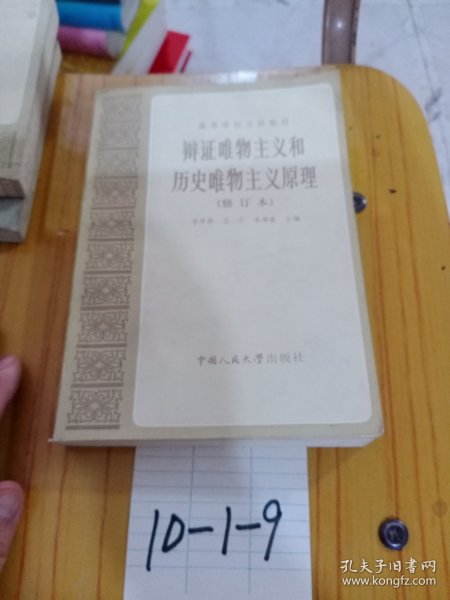 高等学校文科教材
辩证唯物主义和
历史唯物主义原理
（修订本）
主编
中国人民大学出版社
10-1-9
孔夫子旧书网
www.kongfz.com